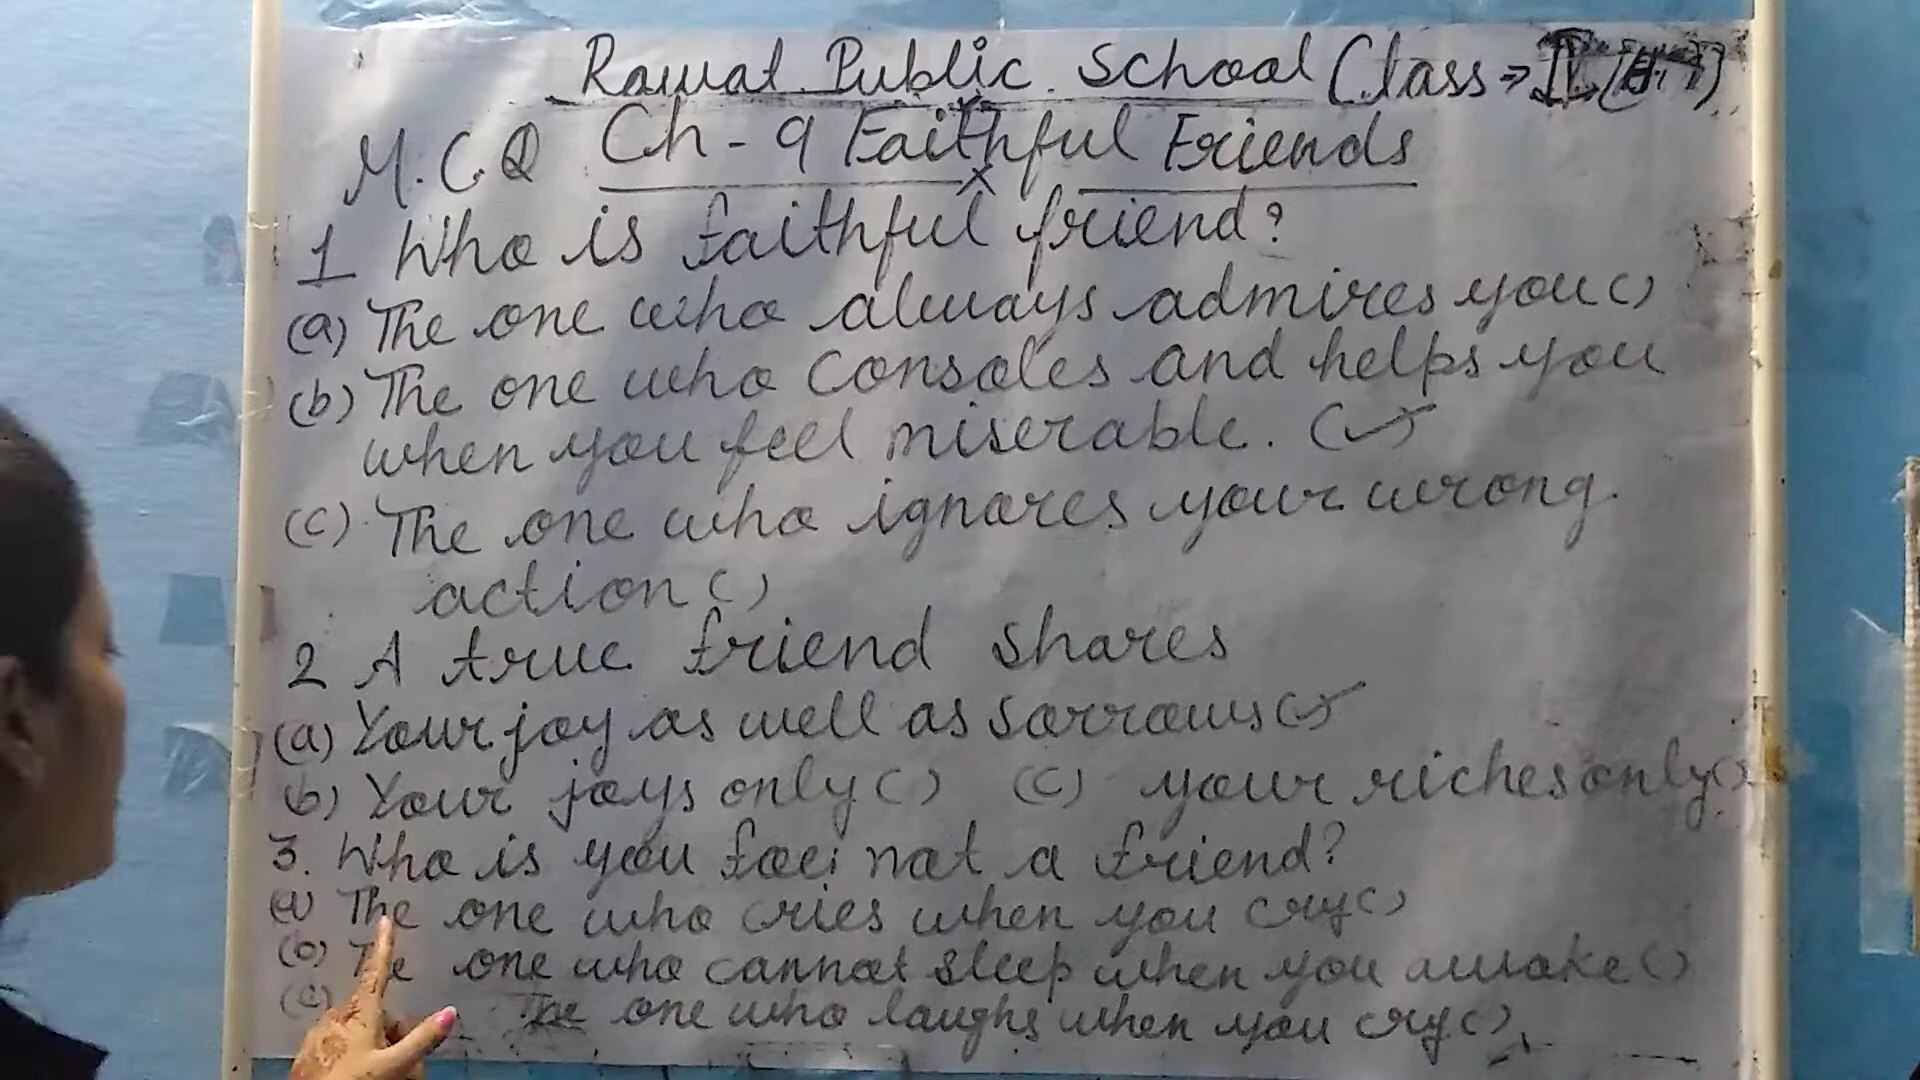 Rawat Public School Class → IV
M.C.Q Ch - 9 Faithful Friends
1 Who is faithful friend?
(a) The one who always admires you ( )
(b) The one who consoles and helps you
when you feel miserable. (✓)
(c) The one who ignores your wrong
action ( )
2 A true friend shares
(a) Your joy as well as sorrows (✓)
(b) Your joys only ( ) (c) your riches only ( )
3. Who is you foe, not a friend?
(a) The one who cries when you cry ( )
(b) The one who cannot sleep when you awake ( )
(c) The one who laughs when you cry ( )